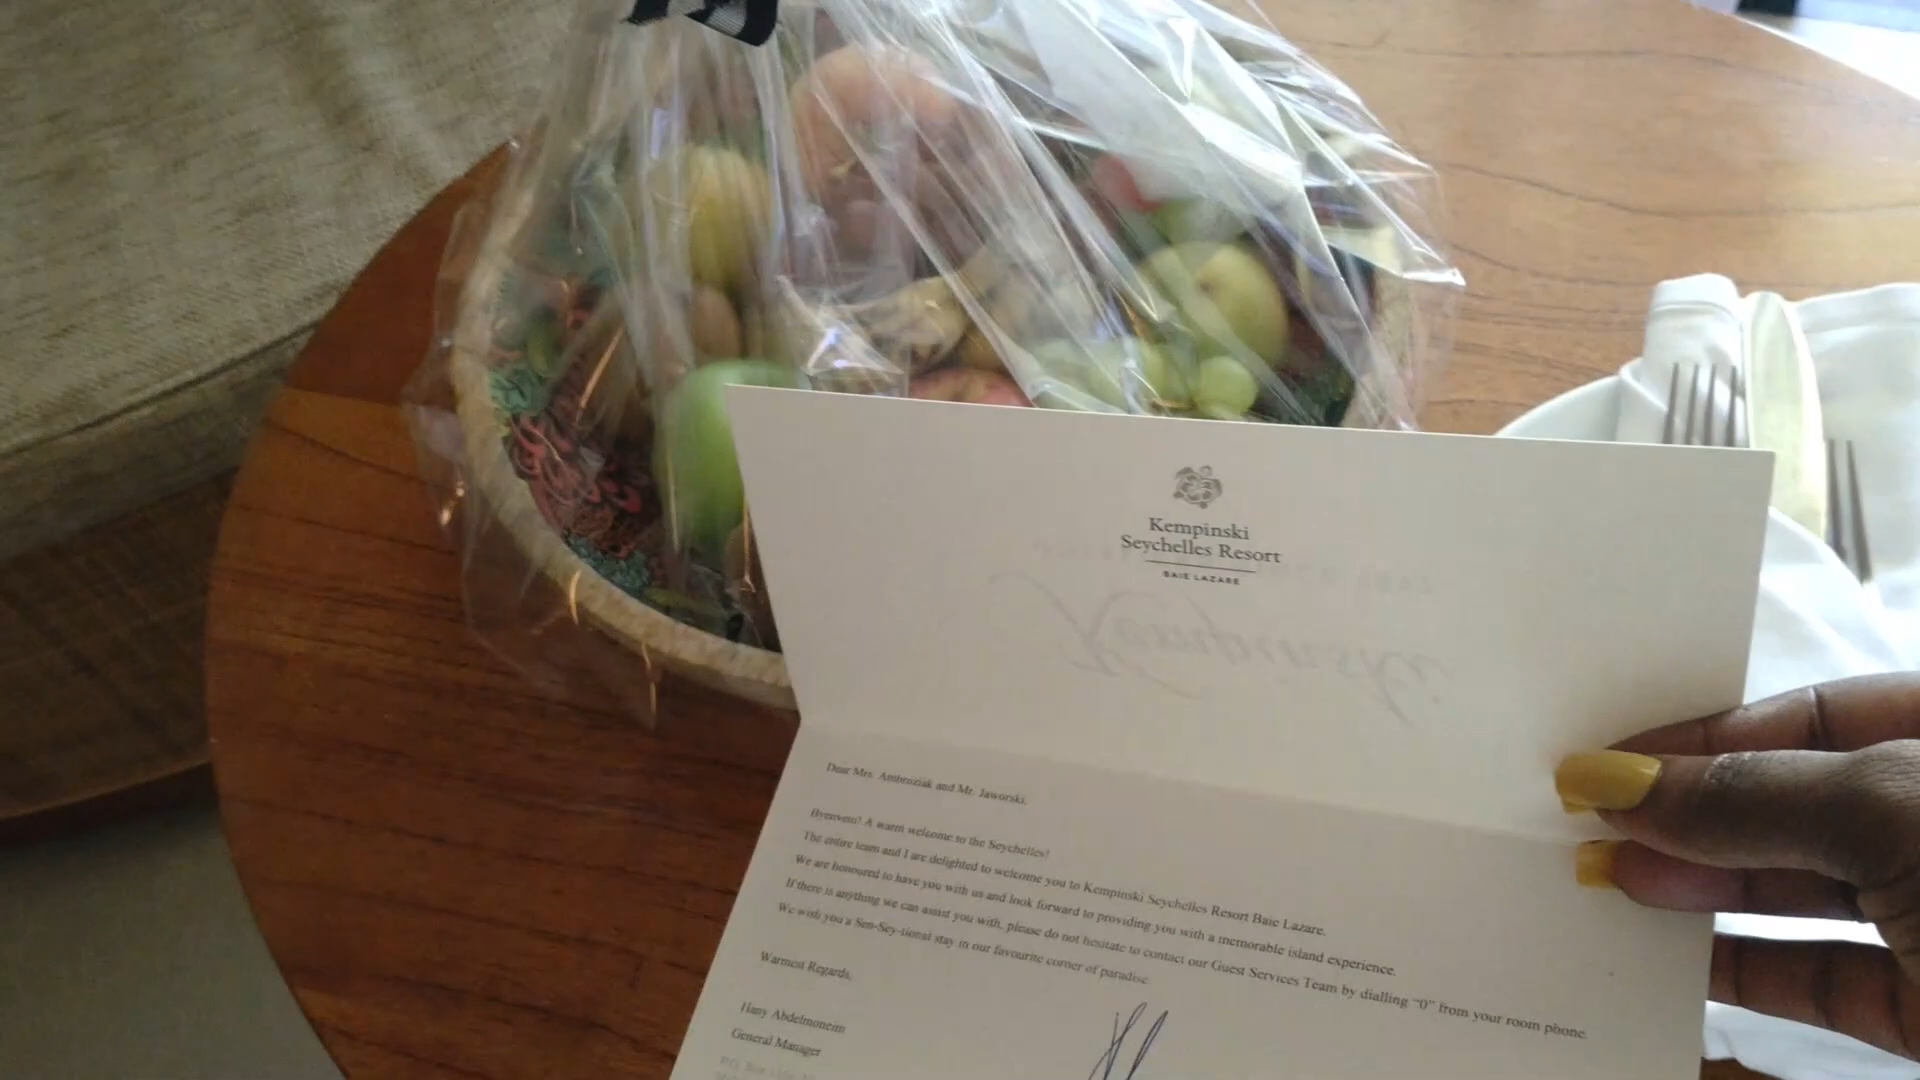 Kempinski
Seychelles Resort
BAIE LAZARE
Kempinski
Dear Mrs. Ambroziak and Mr. Jaworski,
Byenveni! A warm welcome to the Seychelles!
The entire team and I are delighted to welcome you to Kempinski Seychelles Resort Baie Lazare.
We are honoured to have you with us and look forward to providing you with a memorable island experience.
If there is anything we can assist you with, please do not hesitate to contact our Guest Services Team by dialling “0” from your room phone.
We wish you a Sen-Sey-tional stay in our favourite corner of paradise.
Warmest Regards,
Hany Abdelmoneim
General Manager
P.O. Box